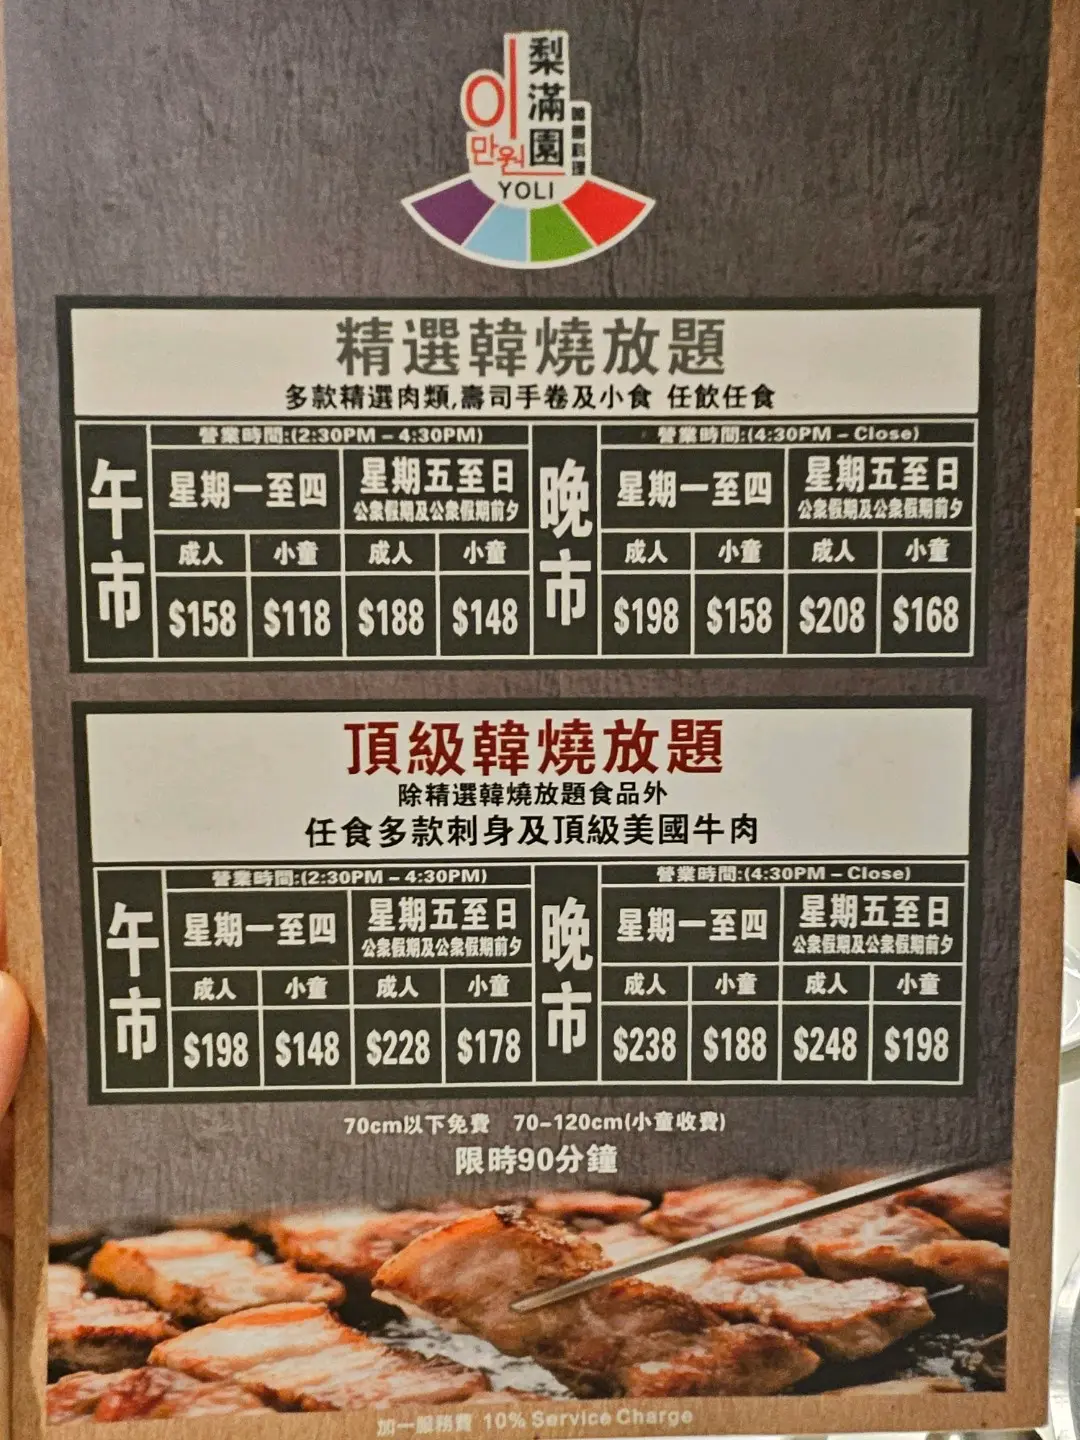 이만원
梨滿園
韓國料理
YOLI
精選韓燒放題
多款精選肉類,壽司手卷及小食 任飲任食
午市
營業時間:(2:30PM – 4:30PM)
星期一至四
星期五至日
公衆假期及公衆假期前夕
成人 小童 成人 小童
$158 $118 $188 $148
晚市
營業時間:(4:30PM – Close)
星期一至四
星期五至日
公衆假期及公衆假期前夕
成人 小童 成人 小童
$198 $158 $208 $168
頂級韓燒放題
除精選韓燒放題食品外
任食多款刺身及頂級美國牛肉
午市
營業時間:(2:30PM – 4:30PM)
星期一至四
星期五至日
公衆假期及公衆假期前夕
成人 小童 成人 小童
$198 $148 $228 $178
晚市
營業時間:(4:30PM – Close)
星期一至四
星期五至日
公衆假期及公衆假期前夕
成人 小童 成人 小童
$238 $188 $248 $198
70cm以下免費 70-120cm(小童收費)
限時90分鐘
加一服務費 10% Service Charge